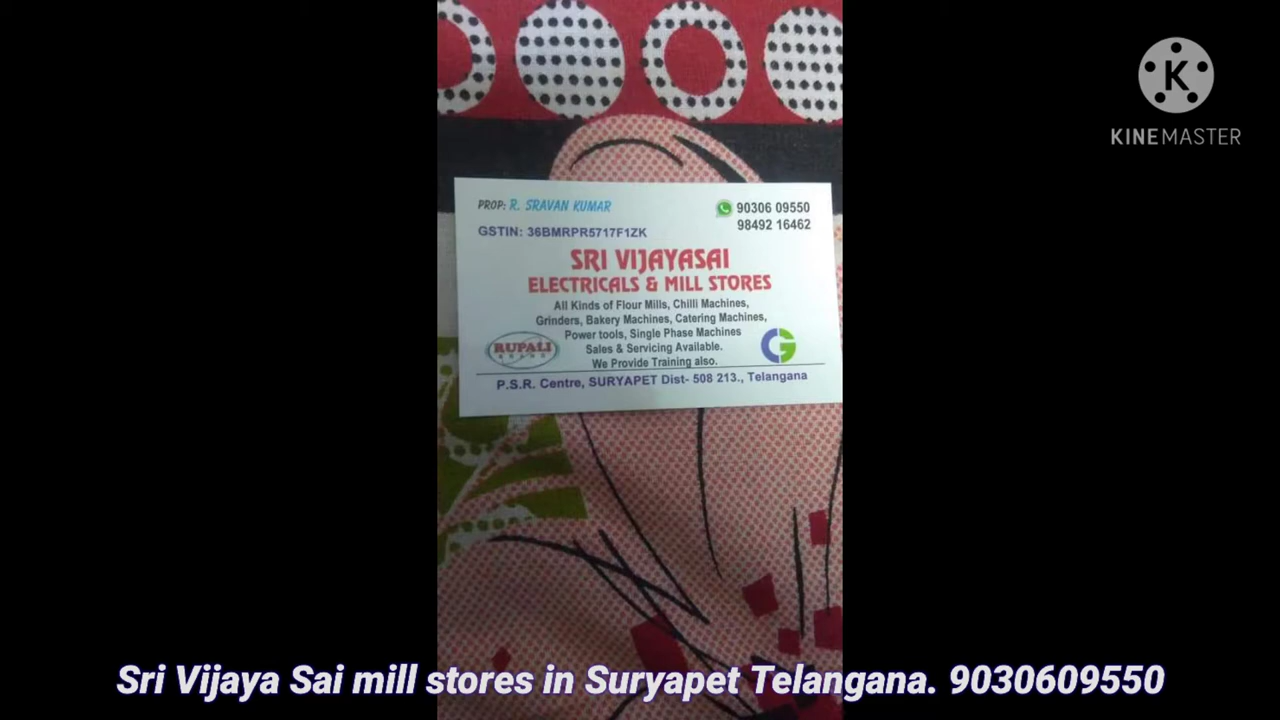 KINEMASTER
PROP: R. SRAVAN KUMAR
90306 09550
98492 16462
GSTIN: 36BMRPR5717F1ZK
SRI VIJAYASAI
ELECTRICALS & MILL STORES
All Kinds of Flour Mills, Chilli Machines,
Grinders, Bakery Machines, Catering Machines,
Power tools, Single Phase Machines
Sales & Servicing Available.
We Provide Training also.
RUPALI
BRAND
P.S.R. Centre, SURYAPET Dist- 508 213., Telangana
Sri Vijaya Sai mill stores in Suryapet Telangana. 9030609550